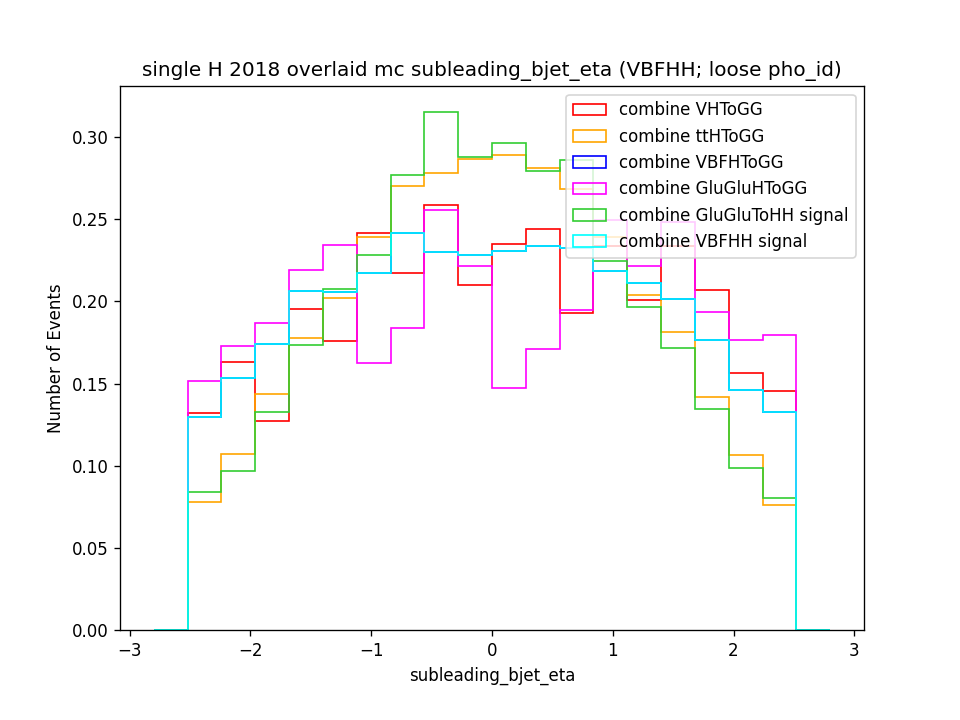 single H 2018 overlaid mc subleading_bjet_eta (VBFHH; loose pho_id)
combine VHToGG
combine ttHToGG
combine VBFHToGG
combine GluGluHToGG
combine GluGluToHH signal
combine VBFHH signal
Number of Events
0.30
0.25
0.20
0.15
0.10
0.05
0.00
−3 −2 −1 0 1 2 3
subleading_bjet_eta